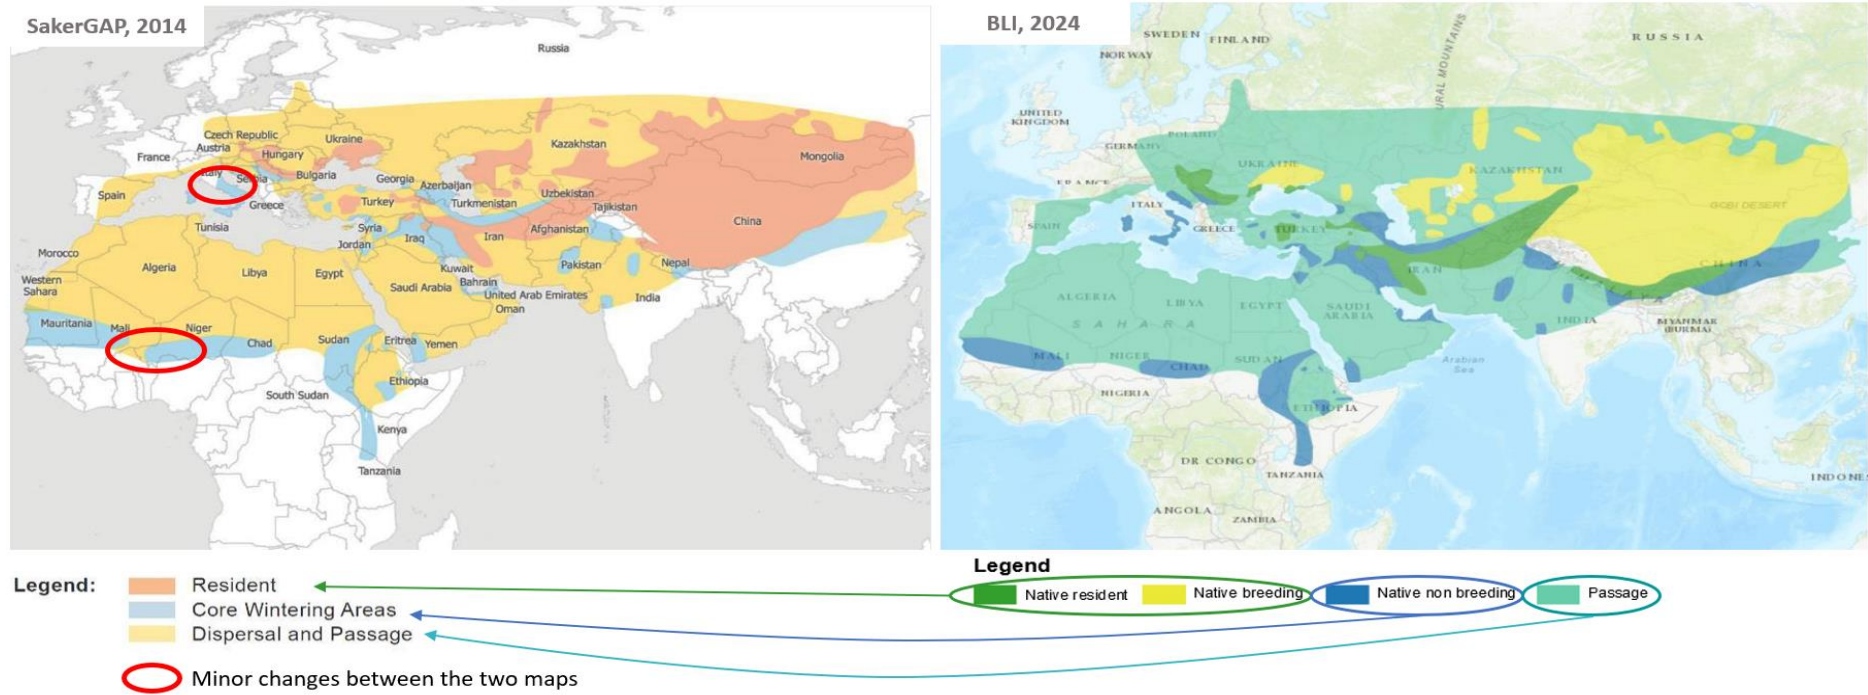 SakerGAP, 2014
Russia
Czech Republic
Ukraine
Austria
Kazakhstan
France
Hungary
Mongolia
Italy
Serbia
Bulgaria
Georgia
Azerbaijan
Spain
Uzbekistan
Turkey
Turkmenistan
Greece
Tajikistan
China
Tunisia
Syria
Afghanistan
Iraq
Iran
Jordan
Morocco
Algeria
Libya
Egypt
Kuwait
Pakistan
Nepal
Western
Sahara
Bahrain
Saudi Arabia
United Arab Emirates
India
Oman
Mauritania
Mali
Niger
Chad
Sudan
Eritrea
Yemen
Ethiopia
South Sudan
Kenya
Tanzania
BLI, 2024
SWEDEN
FINLAND
RUSSIA
NORWAY
URAL MOUNTAINS
UNITED
KINGDOM
POLAND
GERMANY
UKRAINE
KAZAKHSTAN
FRANCE
ITALY
GOBI DESERT
SPAIN
GREECE
TURKEY
IRAN
CHINA
ALGERIA
LIBYA
EGYPT
SAUDI
ARABIA
HIMALAYA
SAHARA
INDIA
MYANMAR
(BURMA)
MALI
NIGER
CHAD
SUDAN
Arabian
Sea
NIGERIA
ETHIOPIA
DR CONGO
TANZANIA
INDONE
ANGOLA
ZAMBIA
Legend:
Resident
Core Wintering Areas
Dispersal and Passage
Minor changes between the two maps
Legend
Native resident
Native breeding
Native non breeding
Passage